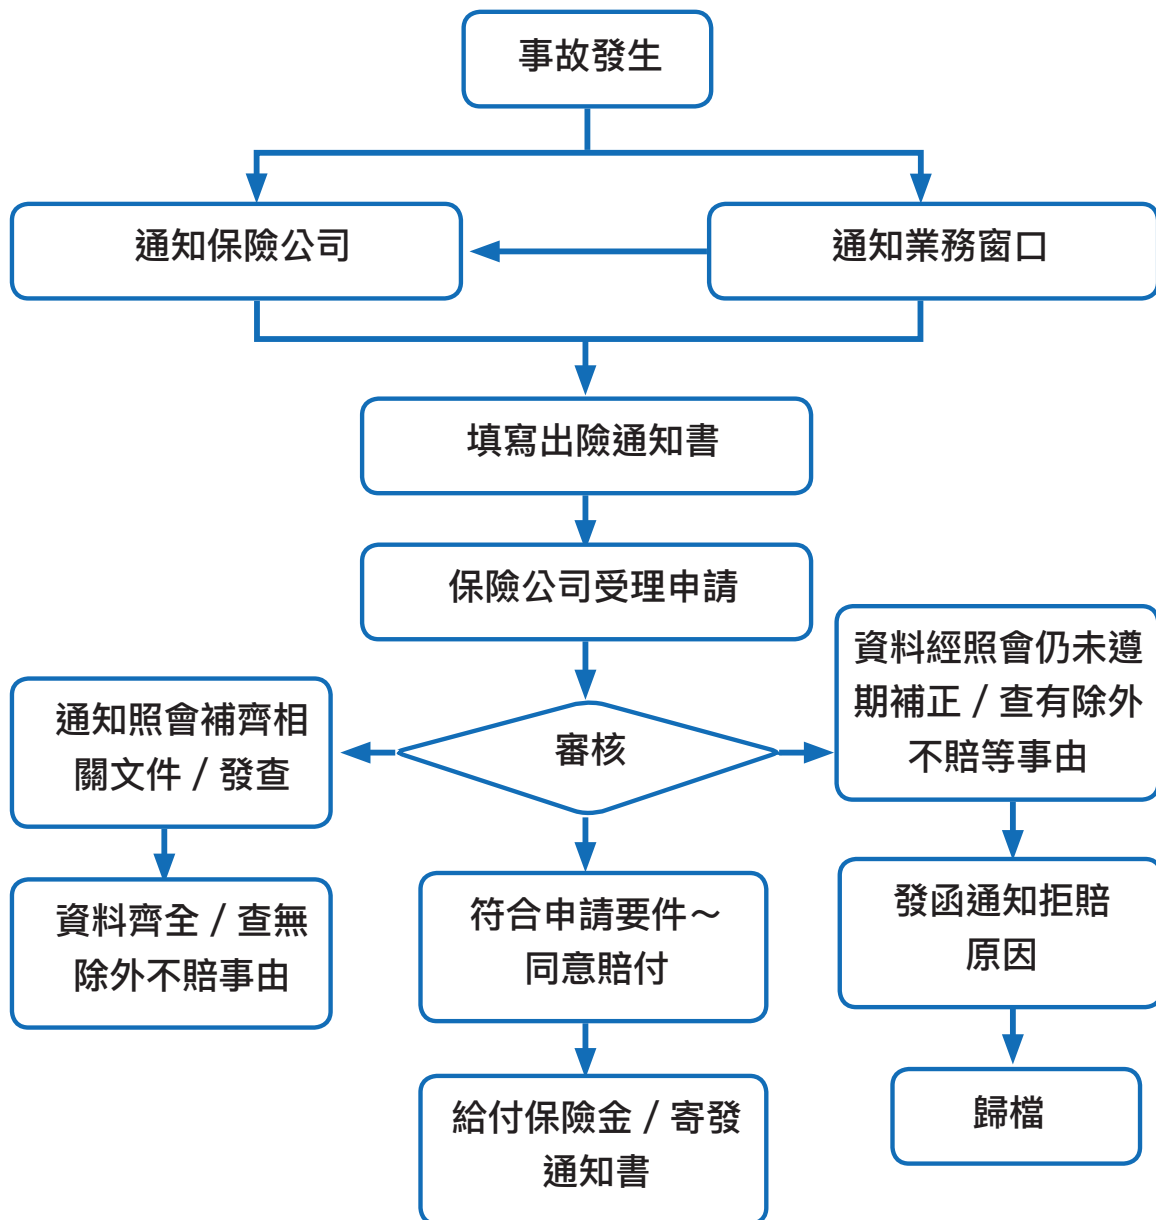 事故發生
通知保險公司
通知業務窗口
填寫出險通知書
保險公司受理申請
審核
通知照會補齊相
關文件 / 發查
資料齊全 / 查無
除外不賠事由
符合申請要件～
同意賠付
給付保險金 / 寄發
通知書
資料經照會仍未遵
期補正 / 查有除外
不賠等事由
發函通知拒賠
原因
歸檔